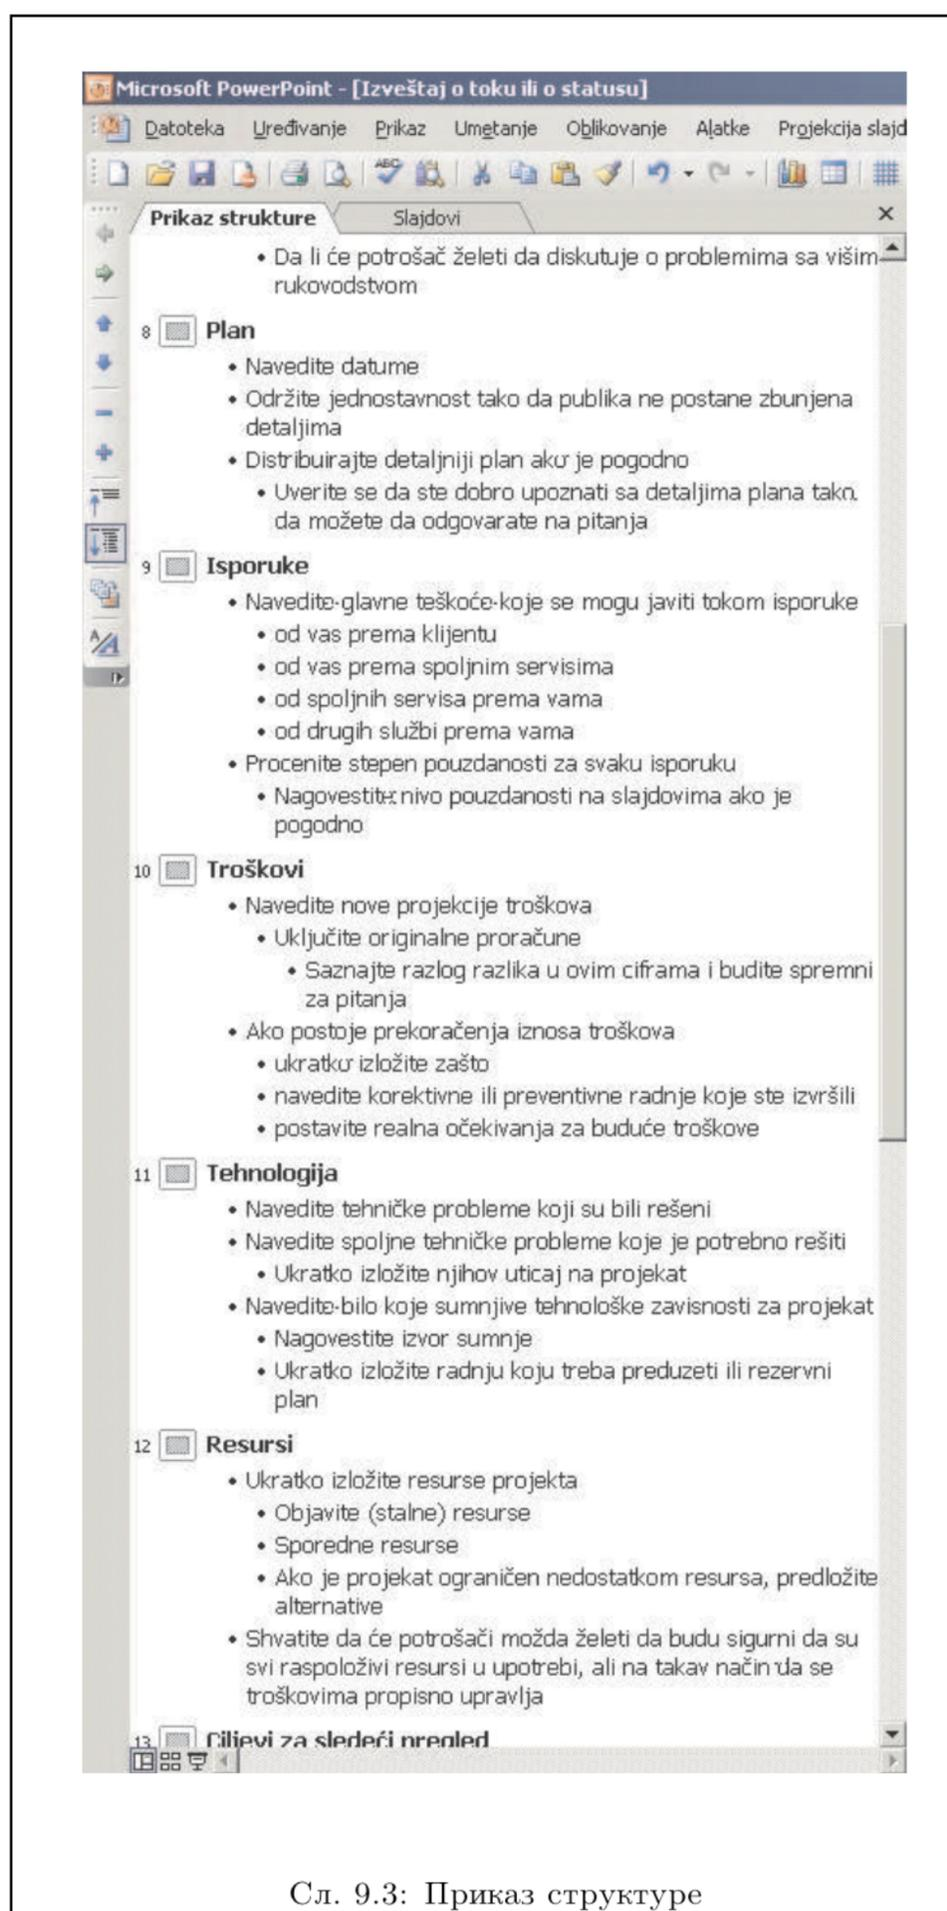 Microsoft PowerPoint - [Izveštaj o toku ili o statusu]
Datoteka Uređivanje Prikaz Umetanje Oblikovanje Alatke Projekcija slajd
Prikaz strukture Slajdovi
• Da li će potrošač želeti da diskutuje o problemima sa višim
rukovodstvom
8 Plan
• Navedite datume
• Održite jednostavnost tako da publika ne postane zbunjena
detaljima
• Distribuirajte detaljniji plan ako je pogodno
• Uverite se da ste dobro upoznati sa detaljima plana tako
da možete da odgovarate na pitanja
9 Isporuke
• Navedite glavne teškoće koje se mogu javiti tokom isporuke
• od vas prema klijentu
• od vas prema spoljnim servisima
• od spoljnih servisa prema vama
• od drugih službi prema vama
• Procenite stepen pouzdanosti za svaku isporuku
• Nagovestite nivo pouzdanosti na slajdovima ako je
pogodno
10 Troškovi
• Navedite nove projekcije troškova
• Uključite originalne proračune
• Saznajte razlog razlika u ovim ciframa i budite spremni
za pitanja
• Ako postoje prekoračenja iznosa troškova
• ukratko izložite zašto
• navedite korektivne ili preventivne radnje koje ste izvršili
• postavite realna očekivanja za buduće troškove
11 Tehnologija
• Navedite tehničke probleme koji su bili rešeni
• Navedite spoljne tehničke probleme koje je potrebno rešiti
• Ukratko izložite njihov uticaj na projekat
• Navedite bilo koje sumnjive tehnološke zavisnosti za projekat
• Nagovestite izvor sumnje
• Ukratko izložite radnju koju treba preduzeti ili rezervni
plan
12 Resursi
• Ukratko izložite resurse projekta
• Objavite (stalne) resurse
• Sporedne resurse
• Ako je projekat ograničen nedostatkom resursa, predložite
alternative
• Shvatite da će potrošači možda želeti da budu sigurni da su
svi raspoloživi resursi u upotrebi, ali na takav način da se
troškovima propisno upravlja
13 Ciljevi za sledeći pregled
Сл. 9.3: Приказ структуре